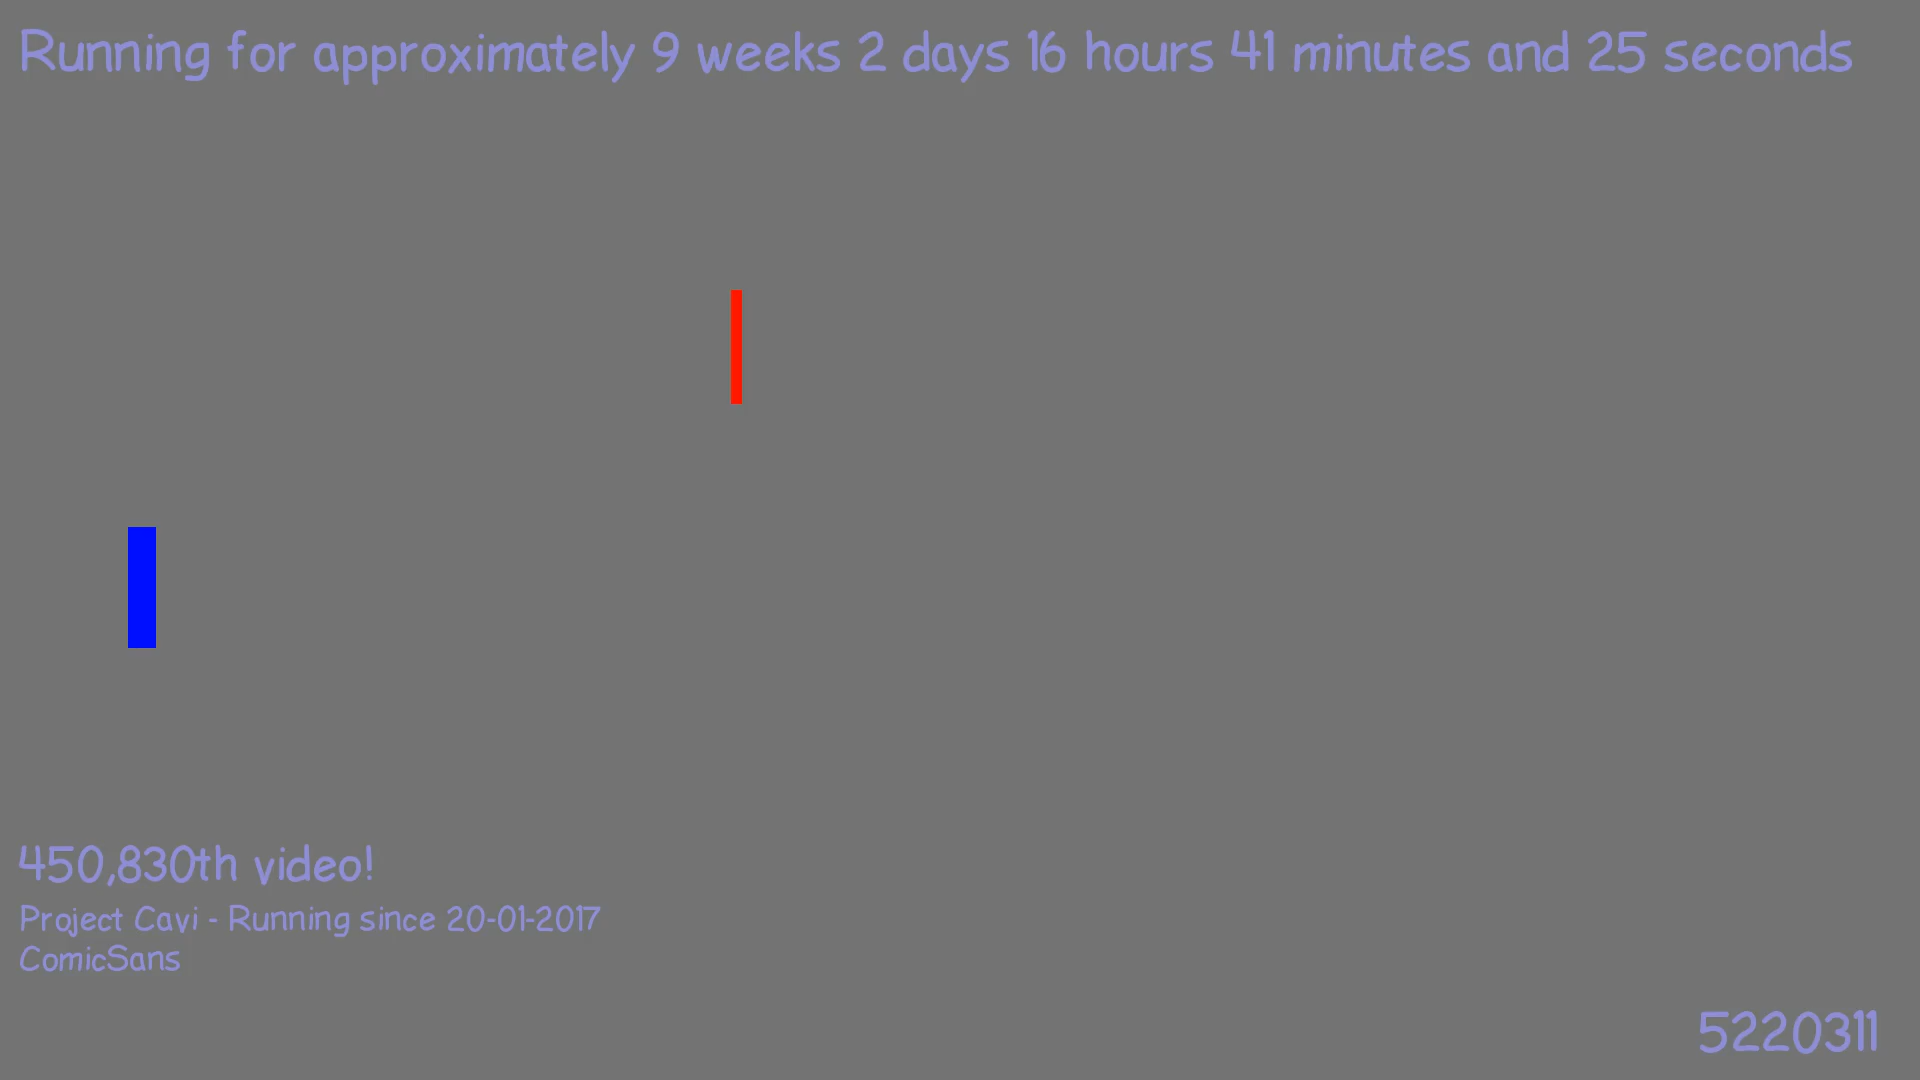 Running for approximately 9 weeks 2 days 16 hours 41 minutes and 25 seconds
450,830th video!
Project Cavi - Running since 20-01-2017
ComicSans
5220311